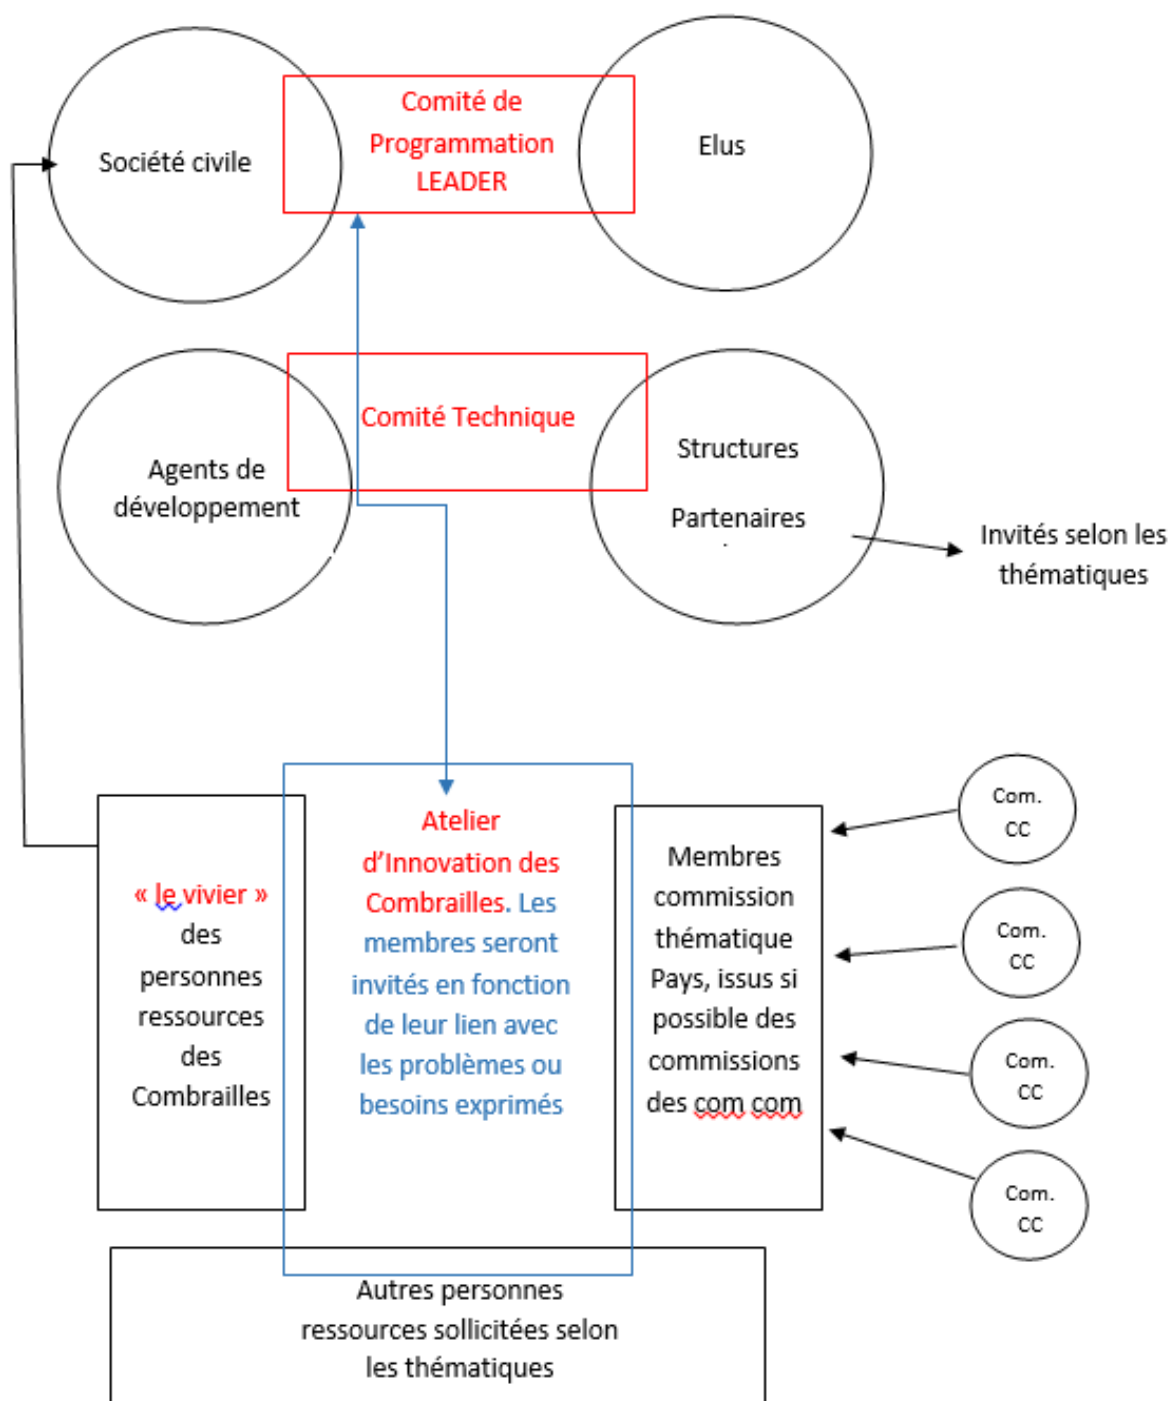 Société civile
Comité de
Programmation
LEADER
Elus
Agents de
développement
Comité Technique
Structures
Partenaires
Invités selon les
thématiques
« le vivier »
des
personnes
ressources
des
Combrailles
Atelier
d’Innovation des
Combrailles. Les
membres seront
invités en fonction
de leur lien avec
les problèmes ou
besoins exprimés
Membres
commission
thématique
Pays, issus si
possible des
commissions
des com com
Com.
CC
Com.
CC
Com.
CC
Com.
CC
Autres personnes
ressources sollicitées selon
les thématiques